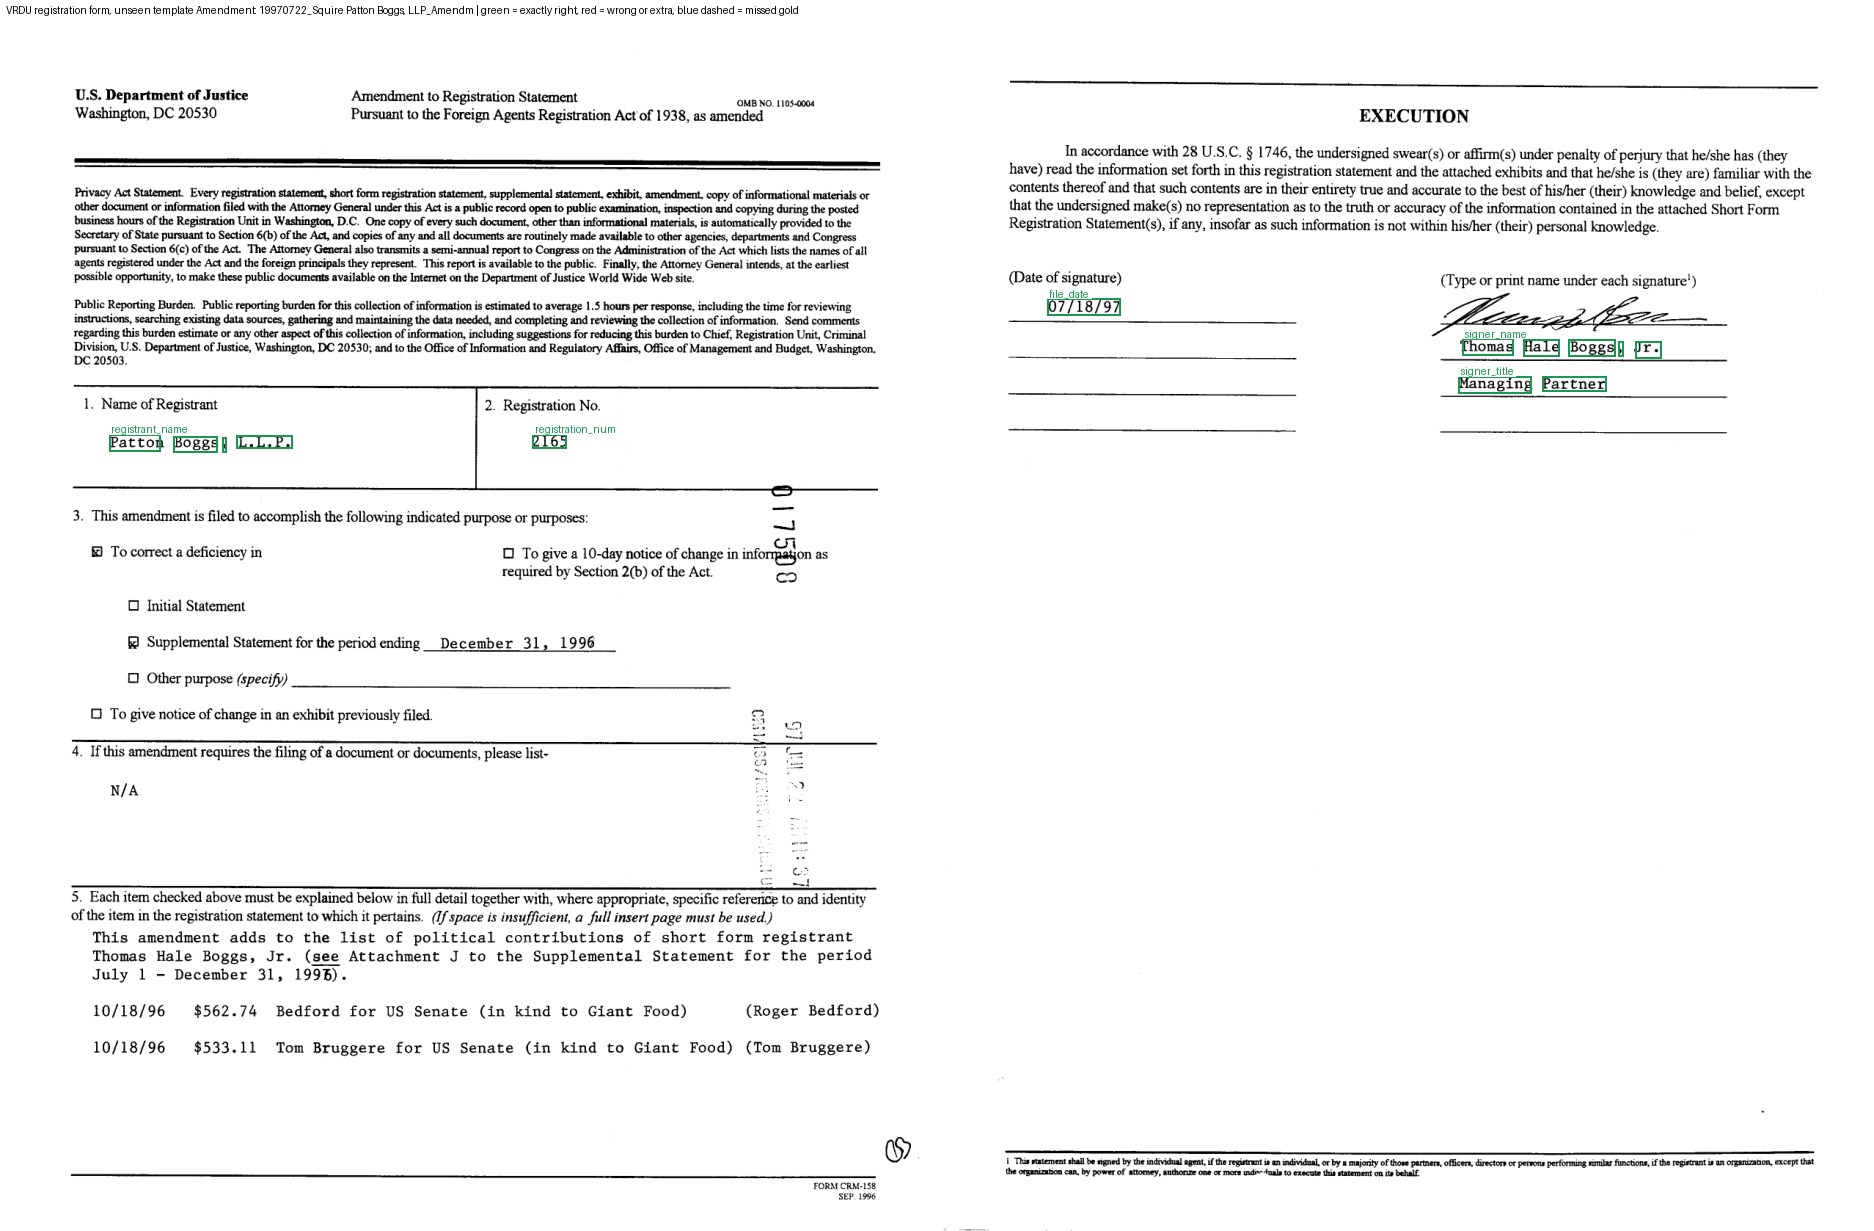 VRDU registration form, unseen template Amendment: 19970722_Squire Patton Boggs, LLP_Amendm | green = exactly right, red = wrong or extra, blue dashed = missed gold
U.S. Department of Justice
Washington, DC 20530
Amendment to Registration Statement
Pursuant to the Foreign Agents Registration Act of 1938, as amended
OMB NO. 1105-0004
Privacy Act Statement. Every registration statement, short form registration statement, supplemental statement, exhibit, amendment, copy of informational materials or
other document or information filed with the Attorney General under this Act is a public record open to public examination, inspection and copying during the posted
business hours of the Registration Unit in Washington, D.C. One copy of every such document, other than informational materials, is automatically provided to the
Secretary of State pursuant to Section 6(b) of the Act, and copies of any and all documents are routinely made available to other agencies, departments and Congress
pursuant to Section 6(c) of the Act. The Attorney General also transmits a semi-annual report to Congress on the Administration of the Act which lists the names of all
agents registered under the Act and the foreign principals they represent. This report is available to the public. Finally, the Attorney General intends, at the earliest
possible opportunity, to make these public documents available on the Internet on the Department of Justice World Wide Web site.
Public Reporting Burden. Public reporting burden for this collection of information is estimated to average 1.5 hours per response, including the time for reviewing
instructions, searching existing data sources, gathering and maintaining the data needed, and completing and reviewing the collection of information. Send comments
regarding this burden estimate or any other aspect of this collection of information, including suggestions for reducing this burden to Chief, Registration Unit, Criminal
Division, U.S. Department of Justice, Washington, DC 20530; and to the Office of Information and Regulatory Affairs, Office of Management and Budget, Washington,
DC 20503.
1. Name of Registrant
registrant_name
Patton Boggs, L.L.P.
2. Registration No.
registration_num
2165
017508
3. This amendment is filed to accomplish the following indicated purpose or purposes:
☒ To correct a deficiency in
☐ To give a 10-day notice of change in information as
required by Section 2(b) of the Act.
☐ Initial Statement
☒ Supplemental Statement for the period ending December 31, 1996
☐ Other purpose (specify)
☐ To give notice of change in an exhibit previously filed.
4. If this amendment requires the filing of a document or documents, please list-
N/A
97 JUL 22 11:37
5. Each item checked above must be explained below in full detail together with, where appropriate, specific reference to and identity
of the item in the registration statement to which it pertains. (If space is insufficient, a full insert page must be used.)
This amendment adds to the list of political contributions of short form registrant
Thomas Hale Boggs, Jr. (see Attachment J to the Supplemental Statement for the period
July 1 - December 31, 1996).
10/18/96 $562.74 Bedford for US Senate (in kind to Giant Food) (Roger Bedford)
10/18/96 $533.11 Tom Bruggere for US Senate (in kind to Giant Food) (Tom Bruggere)
FORM CRM-158
SEP. 1996
EXECUTION
In accordance with 28 U.S.C. § 1746, the undersigned swear(s) or affirm(s) under penalty of perjury that he/she has (they
have) read the information set forth in this registration statement and the attached exhibits and that he/she is (they are) familiar with the
contents thereof and that such contents are in their entirety true and accurate to the best of his/her (their) knowledge and belief, except
that the undersigned make(s) no representation as to the truth or accuracy of the information contained in the attached Short Form
Registration Statement(s), if any, insofar as such information is not within his/her (their) personal knowledge.
(Date of signature)
file_date
07/18/97
(Type or print name under each signature¹)
signer_name
Thomas Hale Boggs, Jr.
signer_title
Managing Partner
1 This statement shall be signed by the individual agent, if the registrant is an individual, or by a majority of those partners, officers, directors or persons performing similar functions, if the registrant is an organization, except that
the organization can, by power of attorney, authorize one or more individuals to execute this statement on its behalf.